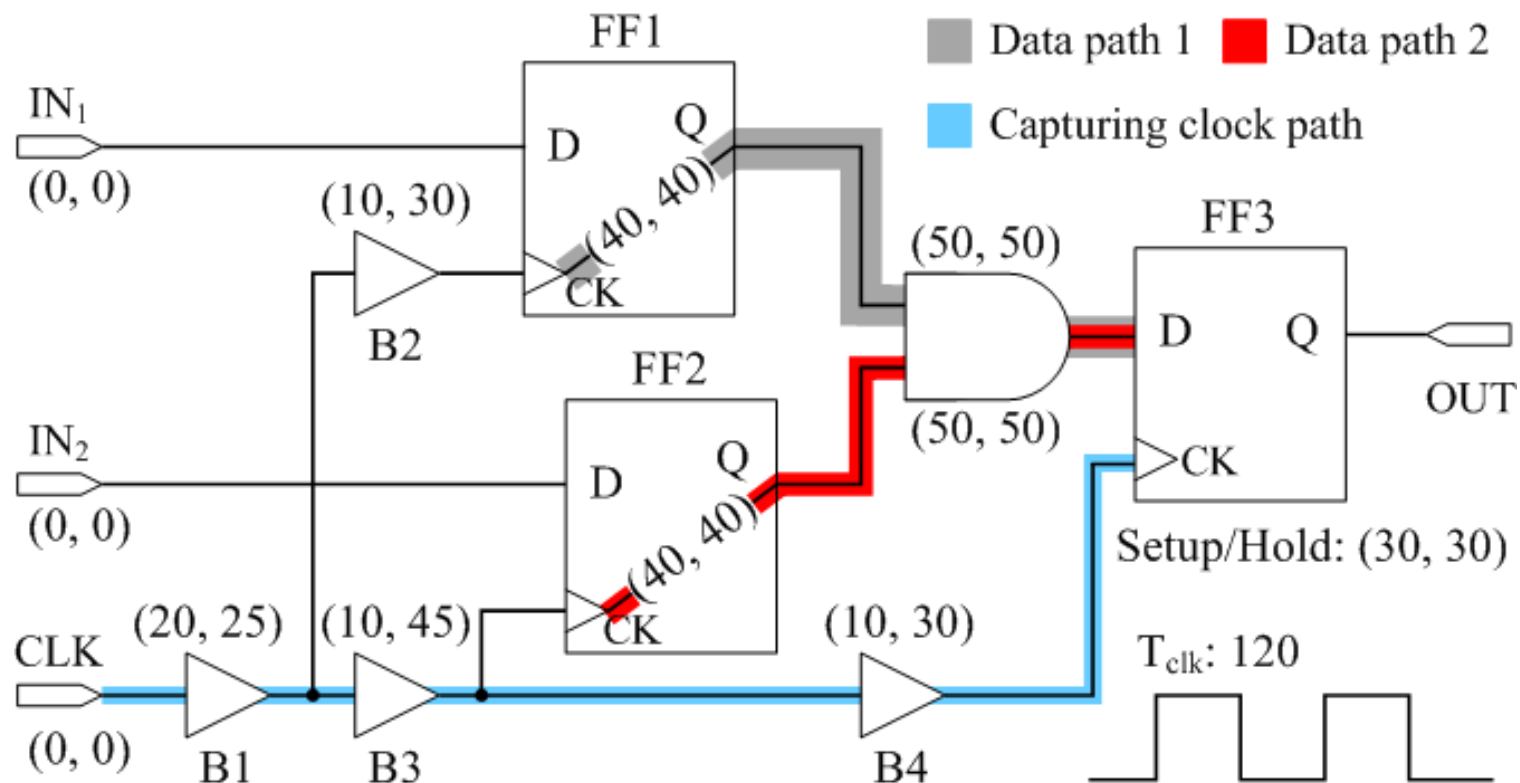 FF1
Data path 1
Data path 2
IN₁
Q
Capturing clock path
D
(0, 0)
(10, 30)
(40, 40)
FF3
(50, 50)
CK
B2
D
Q
FF2
IN₂
(50, 50)
OUT
Q
CK
D
(0, 0)
(40, 40)
Setup/Hold: (30, 30)
(20, 25)
(10, 45)
CK
(10, 30)
CLK
T_clk: 120
(0, 0)
B1
B3
B4